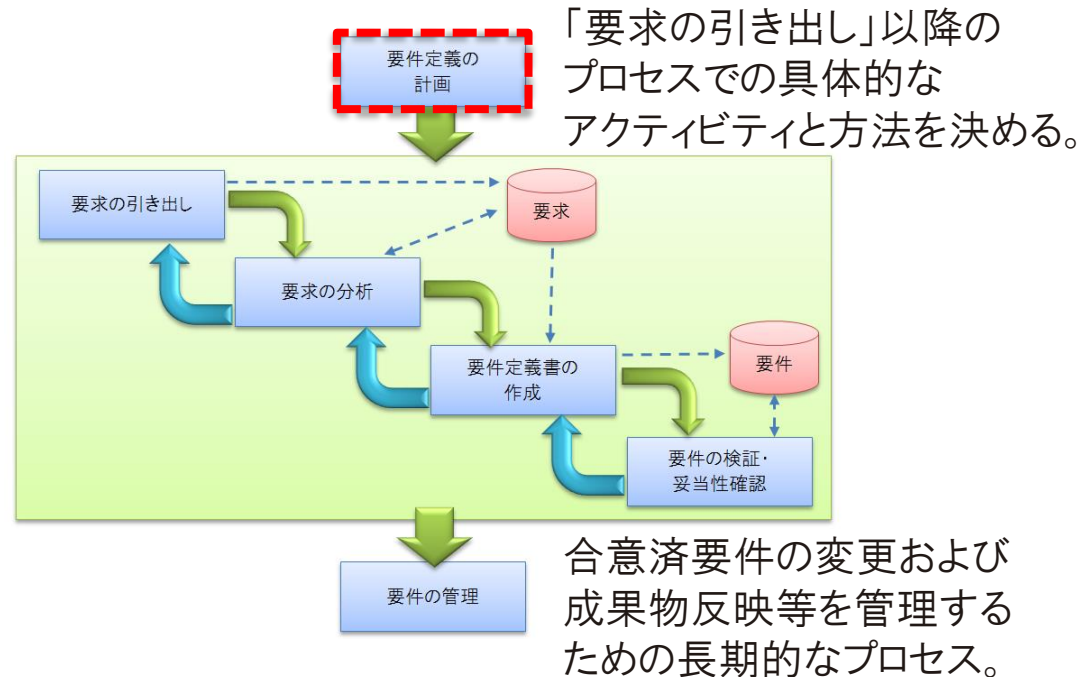 要件定義の
計画
「要求の引き出し」以降の
プロセスでの具体的な
アクティビティと方法を決める。
要求の引き出し
要求
要求の分析
要件定義書の
作成
要件
要件の検証・
妥当性確認
要件の管理
合意済要件の変更および
成果物反映等を管理する
ための長期的なプロセス。